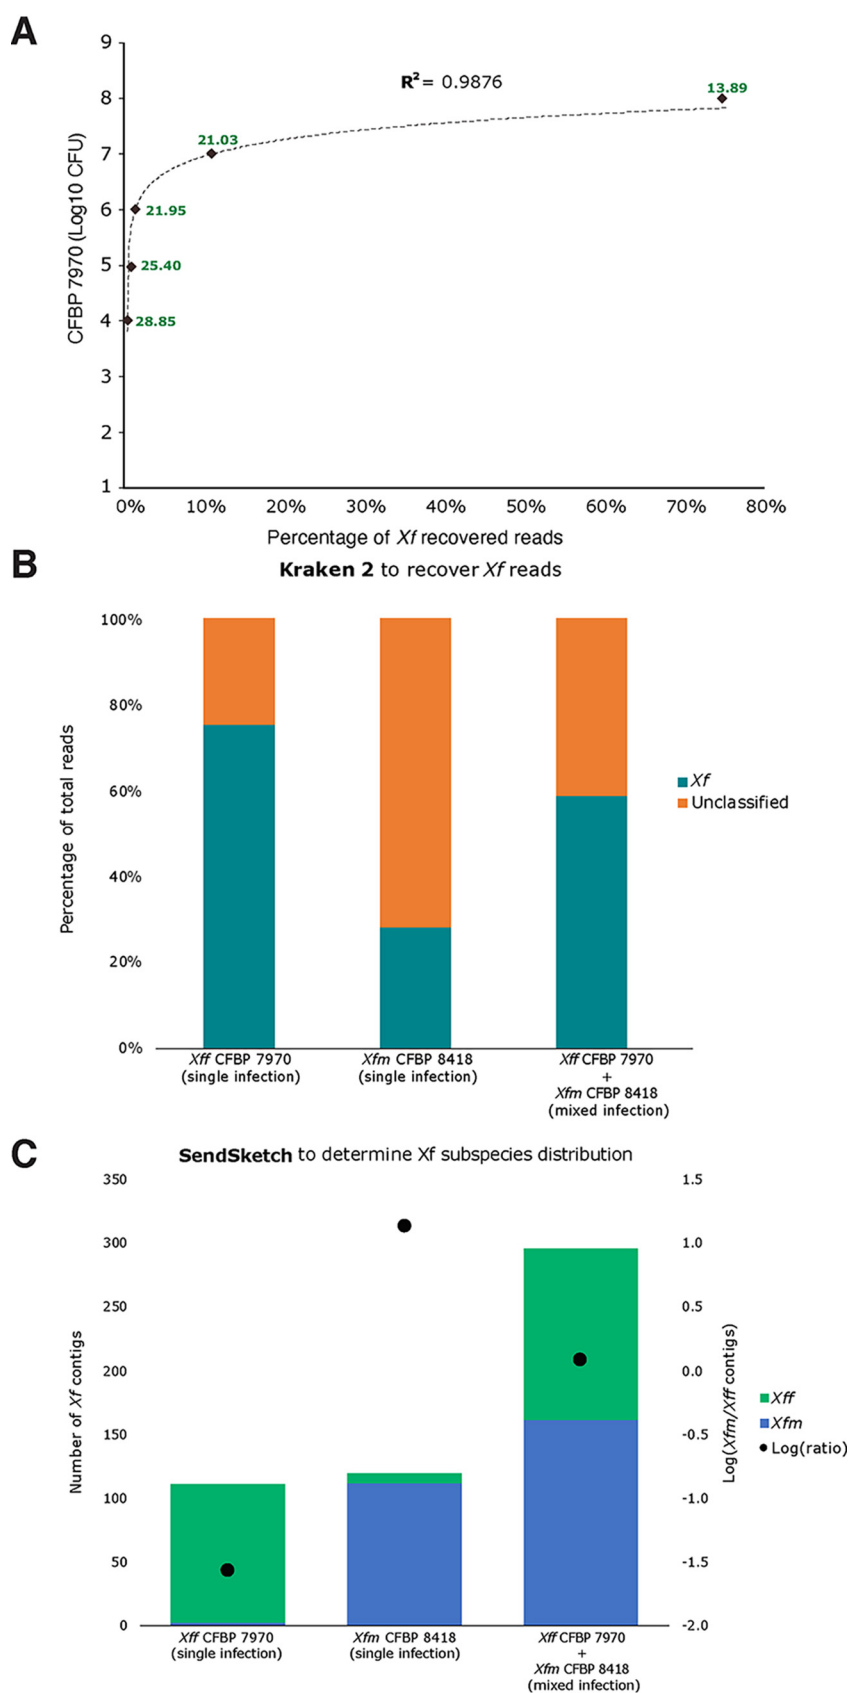 A
9
8
7
6
5
4
3
2
1
CFBP 7970 (Log10 CFU)
R²= 0.9876
13.89
21.03
21.95
25.40
28.85
0% 10% 20% 30% 40% 50% 60% 70% 80%
Percentage of Xf recovered reads
B
Kraken 2 to recover Xf reads
100%
80%
60%
40%
20%
0%
Percentage of total reads
Xf
Unclassified
Xff CFBP 7970
(single infection)
Xfm CFBP 8418
(single infection)
Xff CFBP 7970
+
Xfm CFBP 8418
(mixed infection)
C
SendSketch to determine Xf subspecies distribution
350
300
250
200
150
100
50
0
Number of Xf contigs
1.5
1.0
0.5
0.0
-0.5
-1.0
-1.5
-2.0
Log(Xfm/Xff contigs)
Xff
Xfm
Log(ratio)
Xff CFBP 7970
(single infection)
Xfm CFBP 8418
(single infection)
Xff CFBP 7970
+
Xfm CFBP 8418
(mixed infection)